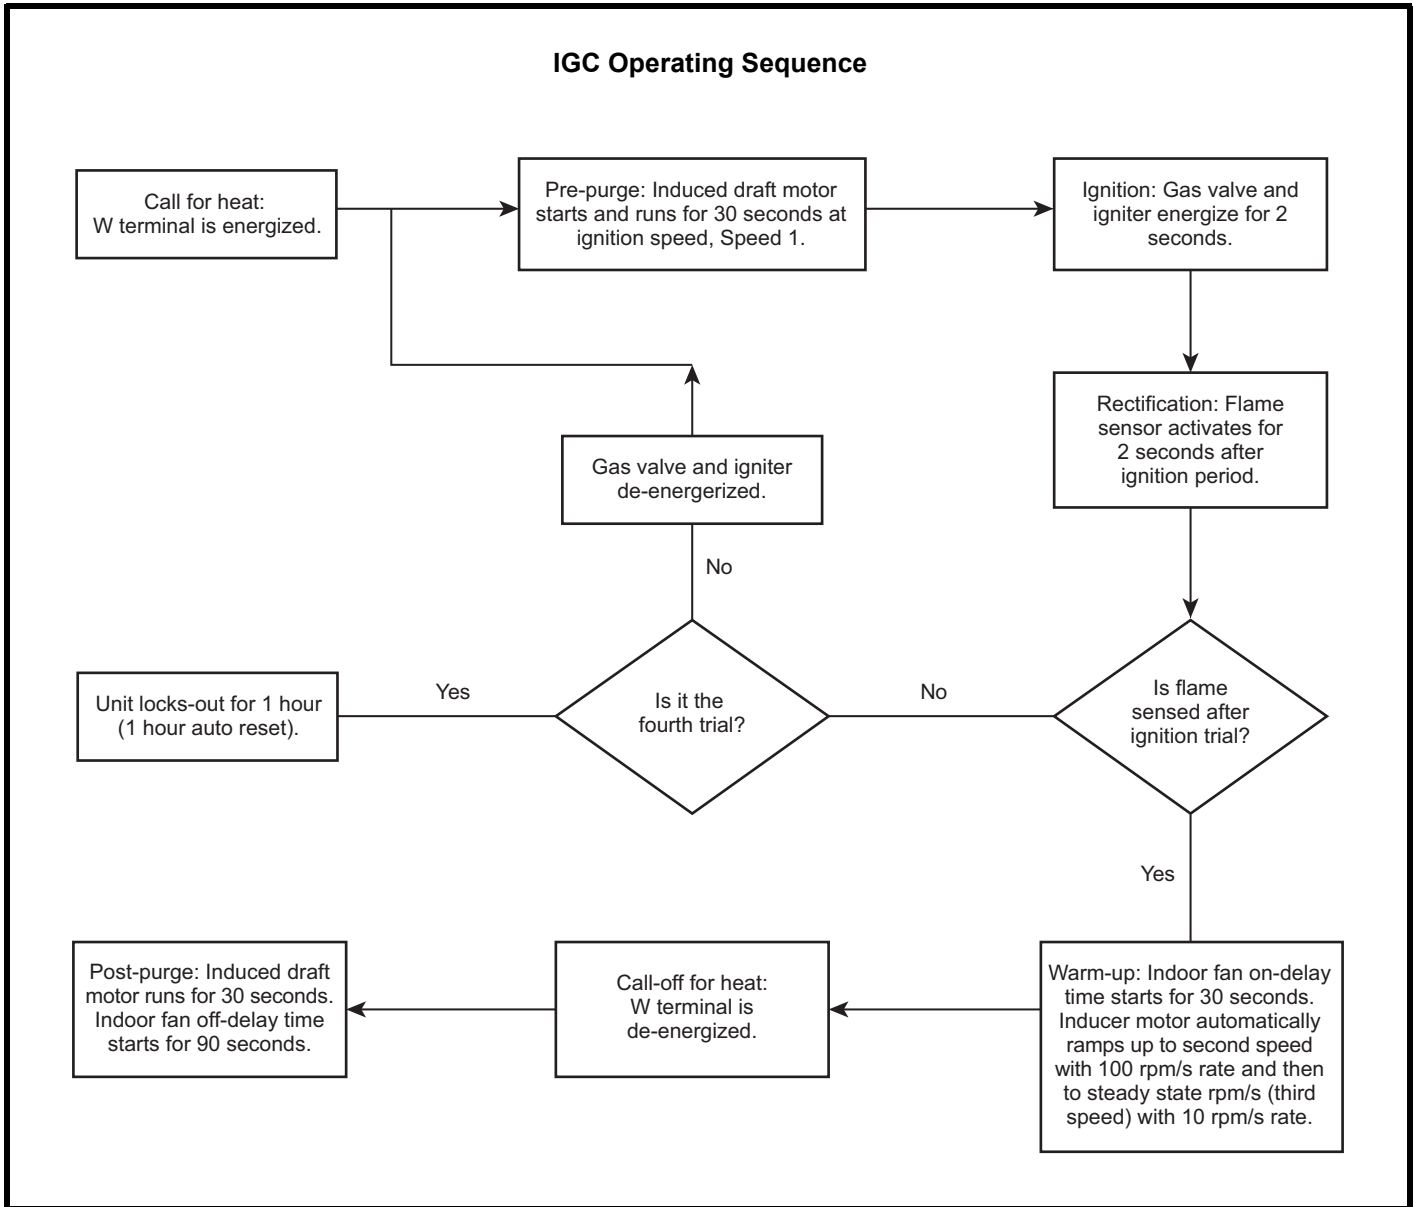 IGC Operating Sequence
Call for heat:
W terminal is energized.
Pre-purge: Induced draft motor
starts and runs for 30 seconds at
ignition speed, Speed 1.
Ignition: Gas valve and
igniter energize for 2
seconds.
Rectification: Flame
sensor activates for
2 seconds after
ignition period.
Gas valve and igniter
de-energerized.
No
Unit locks-out for 1 hour
(1 hour auto reset).
Yes
Is it the
fourth trial?
No
Is flame
sensed after
ignition trial?
Yes
Post-purge: Induced draft
motor runs for 30 seconds.
Indoor fan off-delay time
starts for 90 seconds.
Call-off for heat:
W terminal is
de-energized.
Warm-up: Indoor fan on-delay
time starts for 30 seconds.
Inducer motor automatically
ramps up to second speed
with 100 rpm/s rate and then
to steady state rpm/s (third
speed) with 10 rpm/s rate.